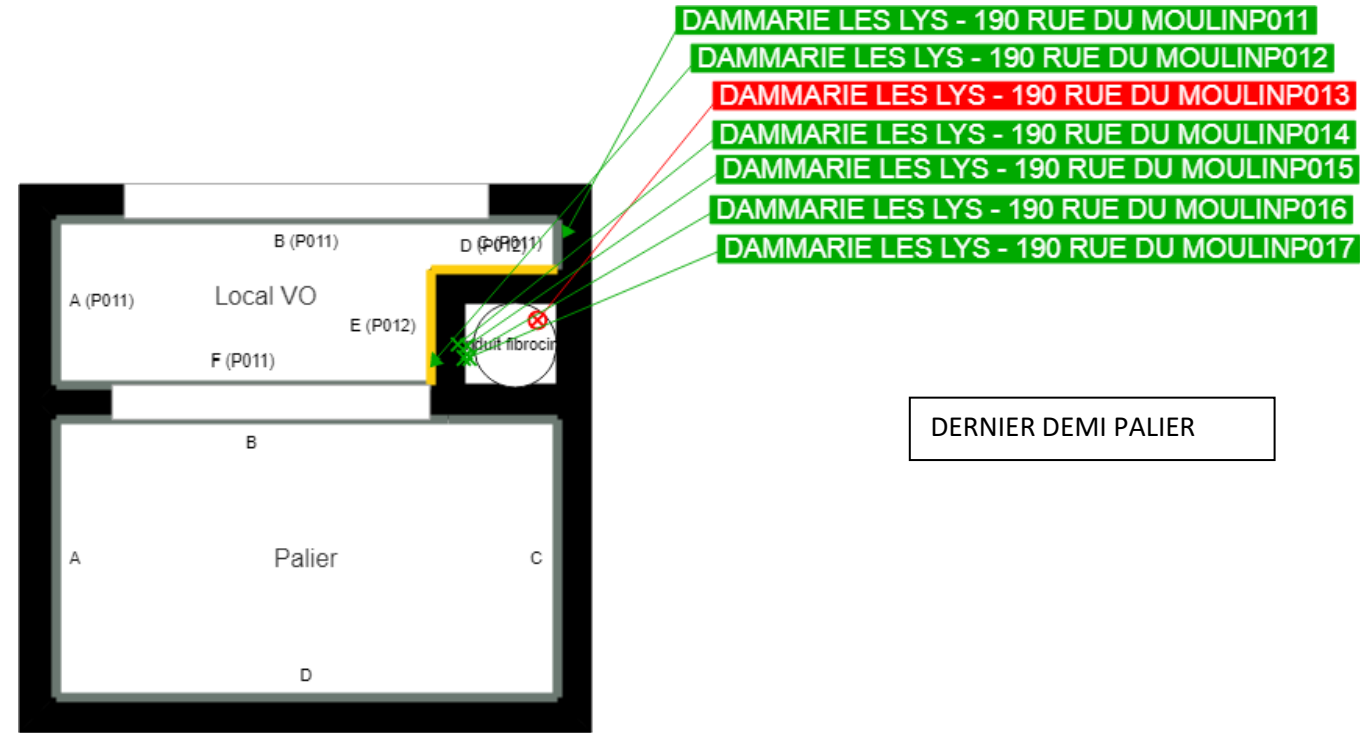 DAMMARIE LES LYS - 190 RUE DU MOULINP011
DAMMARIE LES LYS - 190 RUE DU MOULINP012
DAMMARIE LES LYS - 190 RUE DU MOULINP013
DAMMARIE LES LYS - 190 RUE DU MOULINP014
DAMMARIE LES LYS - 190 RUE DU MOULINP015
DAMMARIE LES LYS - 190 RUE DU MOULINP016
DAMMARIE LES LYS - 190 RUE DU MOULINP017
B (P011)
D (P012)
C (P011)
A (P011)
Local VO
E (P012)
F (P011)
fibrocin
DERNIER DEMI PALIER
B
A
Palier
C
D